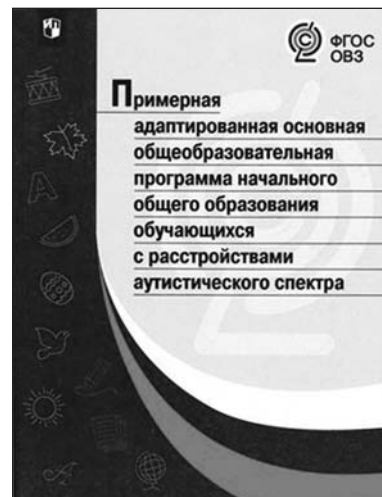 ФГОС
ОВЗ
Примерная
адаптированная основная
общеобразовательная
программа начального
общего образования
обучающихся
с расстройствами
аутистического спектра